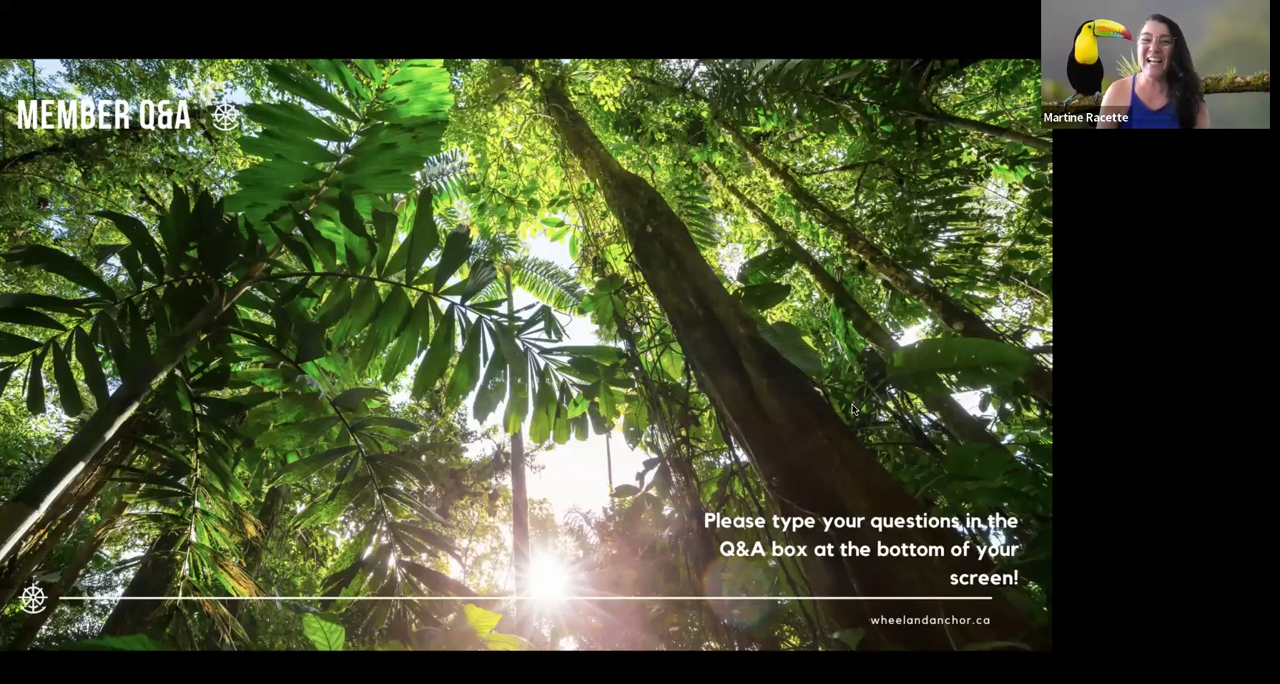 MEMBER Q&A
Martine Racette
Please type your questions in the
Q&A box at the bottom of your
screen!
wheelandanchor.ca